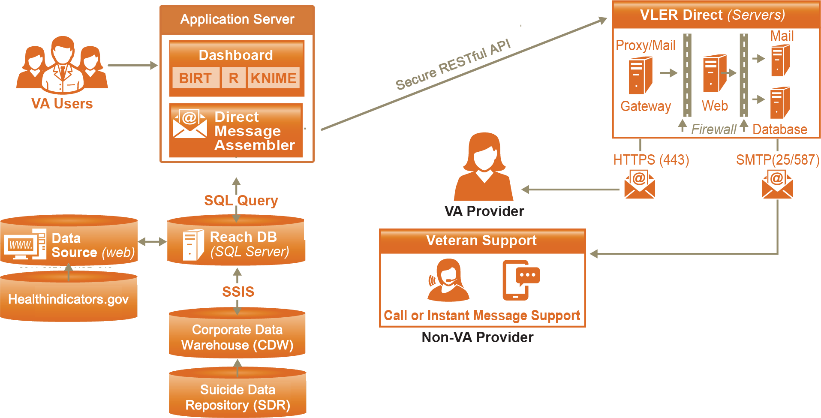 Application Server
Dashboard
BIRT R KNIME
Direct
Message
Assembler
VA Users
Secure RESTful API
VLER Direct (Servers)
Proxy/Mail
Gateway
Web
Mail
Database
Firewall
HTTPS (443)
SMTP(25/587)
VA Provider
SQL Query
WWW.
Data
Source (web)
Reach DB
(SQL Server)
Healthindicators.gov
SSIS
Corporate Data
Warehouse (CDW)
Suicide Data
Repository (SDR)
Veteran Support
Call or Instant Message Support
Non-VA Provider